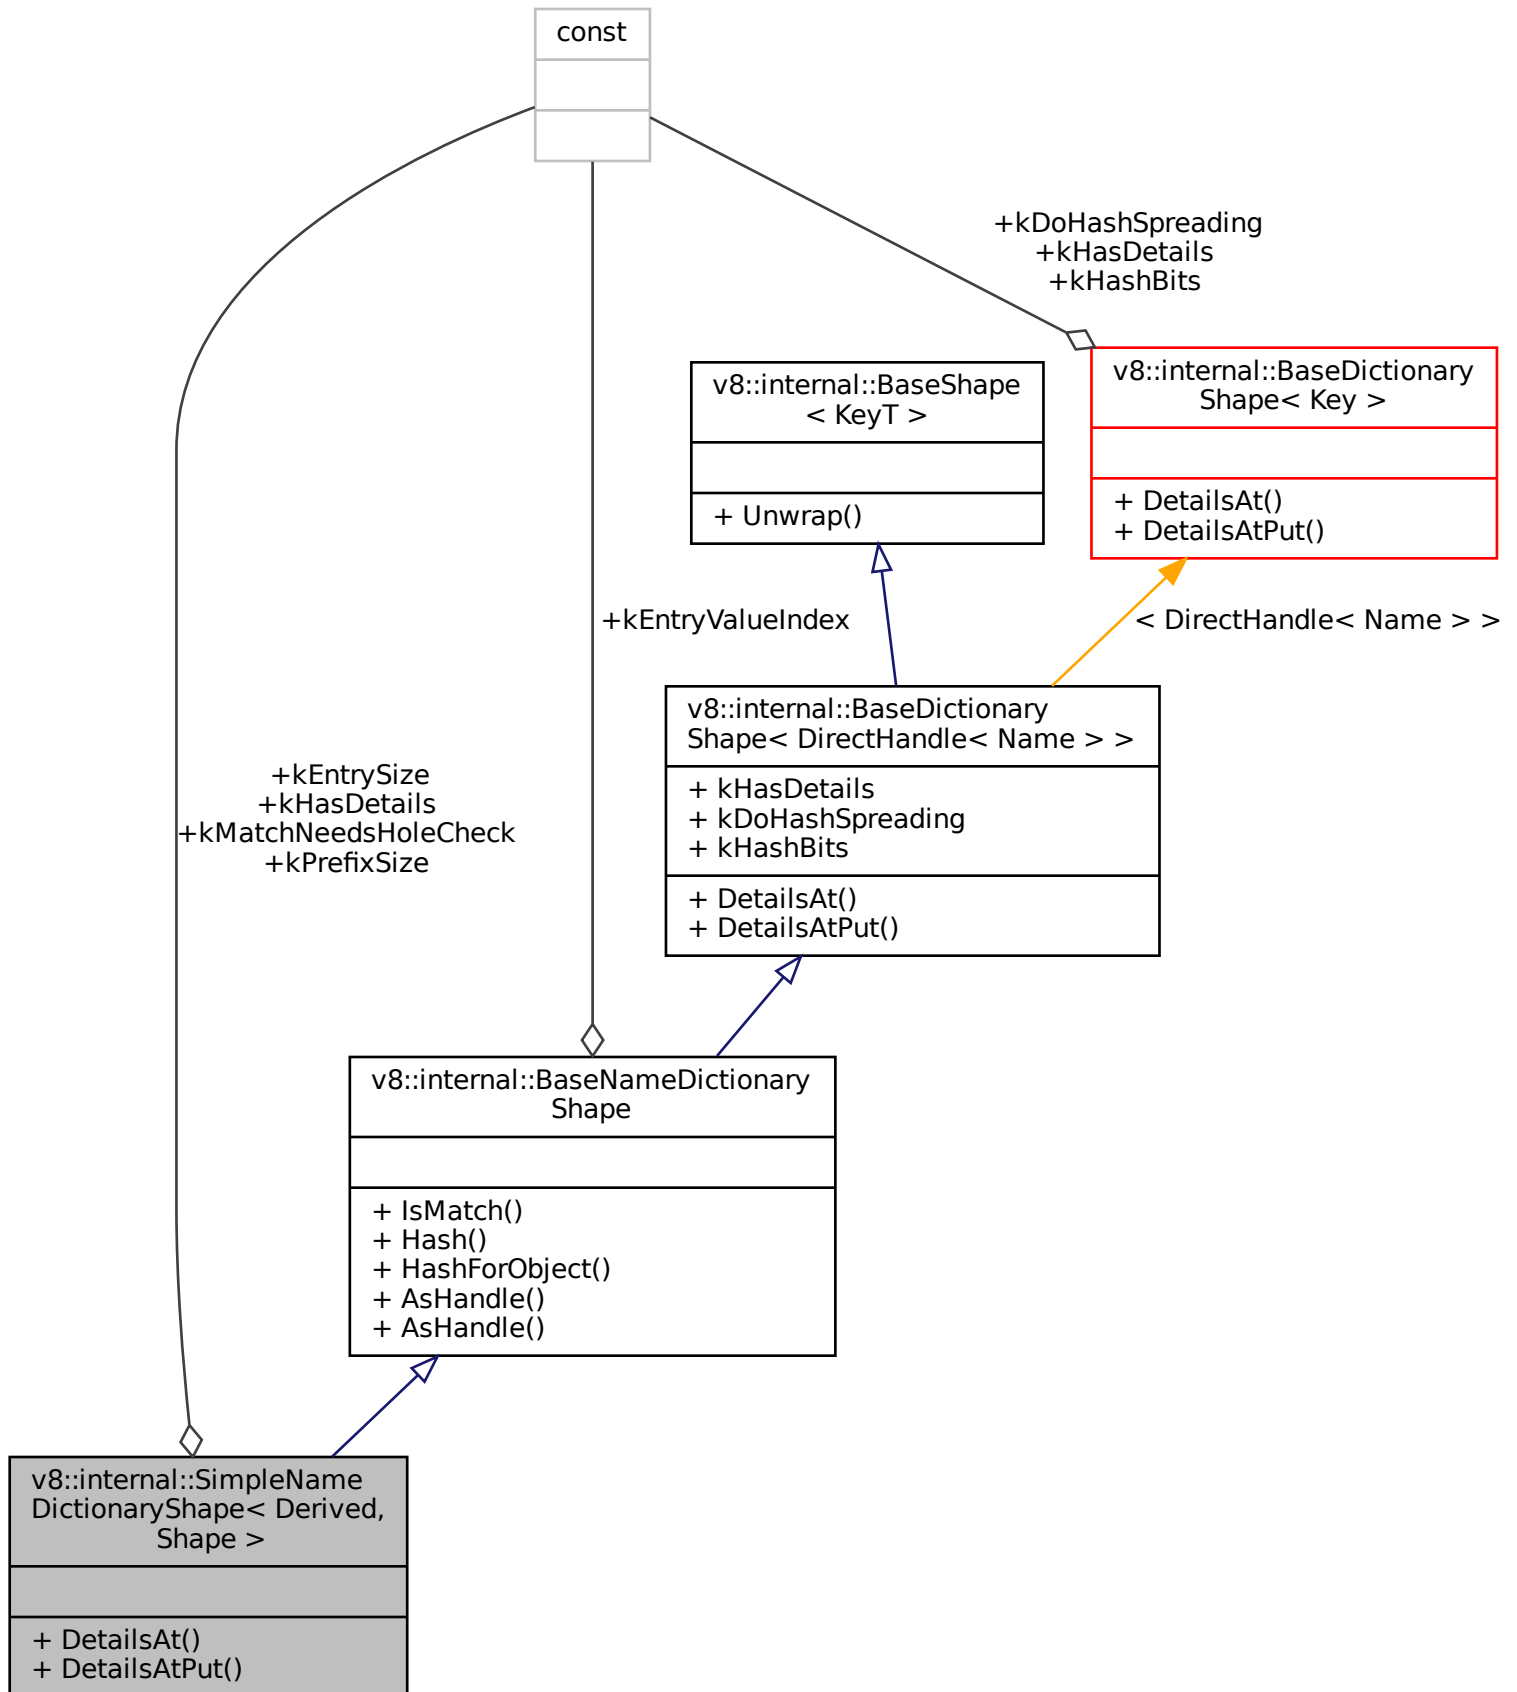 const
+kDoHashSpreading
+kHasDetails
+kHashBits
v8::internal::BaseShape
< KeyT >
+ Unwrap()
v8::internal::BaseDictionary
Shape< Key >
+ DetailsAt()
+ DetailsAtPut()
+kEntryValueIndex
< DirectHandle< Name > >
v8::internal::BaseDictionary
Shape< DirectHandle< Name > >
+ kHasDetails
+ kDoHashSpreading
+ kHashBits
+ DetailsAt()
+ DetailsAtPut()
+kEntrySize
+kHasDetails
+kMatchNeedsHoleCheck
+kPrefixSize
v8::internal::BaseNameDictionary
Shape
+ IsMatch()
+ Hash()
+ HashForObject()
+ AsHandle()
+ AsHandle()
v8::internal::SimpleName
DictionaryShape< Derived,
Shape >
+ DetailsAt()
+ DetailsAtPut()